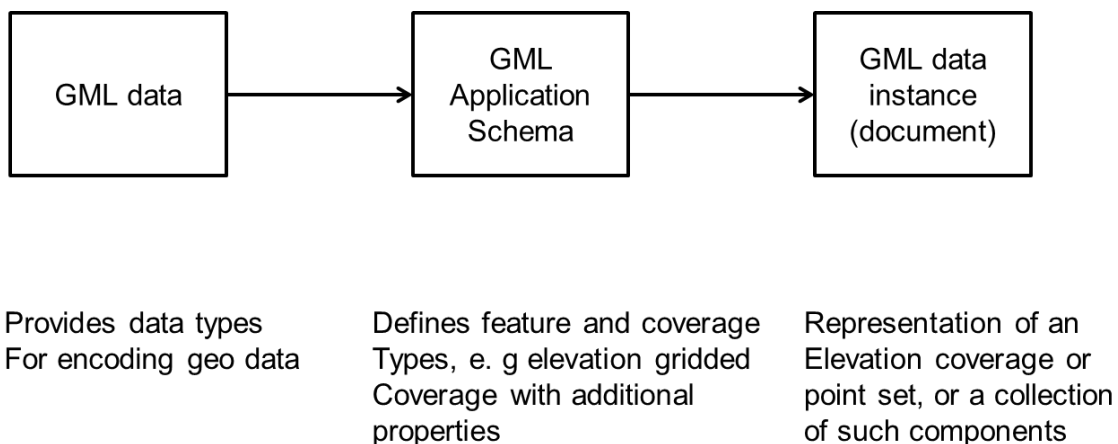 GML data
GML
Application
Schema
GML data
instance
(document)
Provides data types
For encoding geo data
Defines feature and coverage
Types, e. g elevation gridded
Coverage with additional
properties
Representation of an
Elevation coverage or
point set, or a collection
of such components